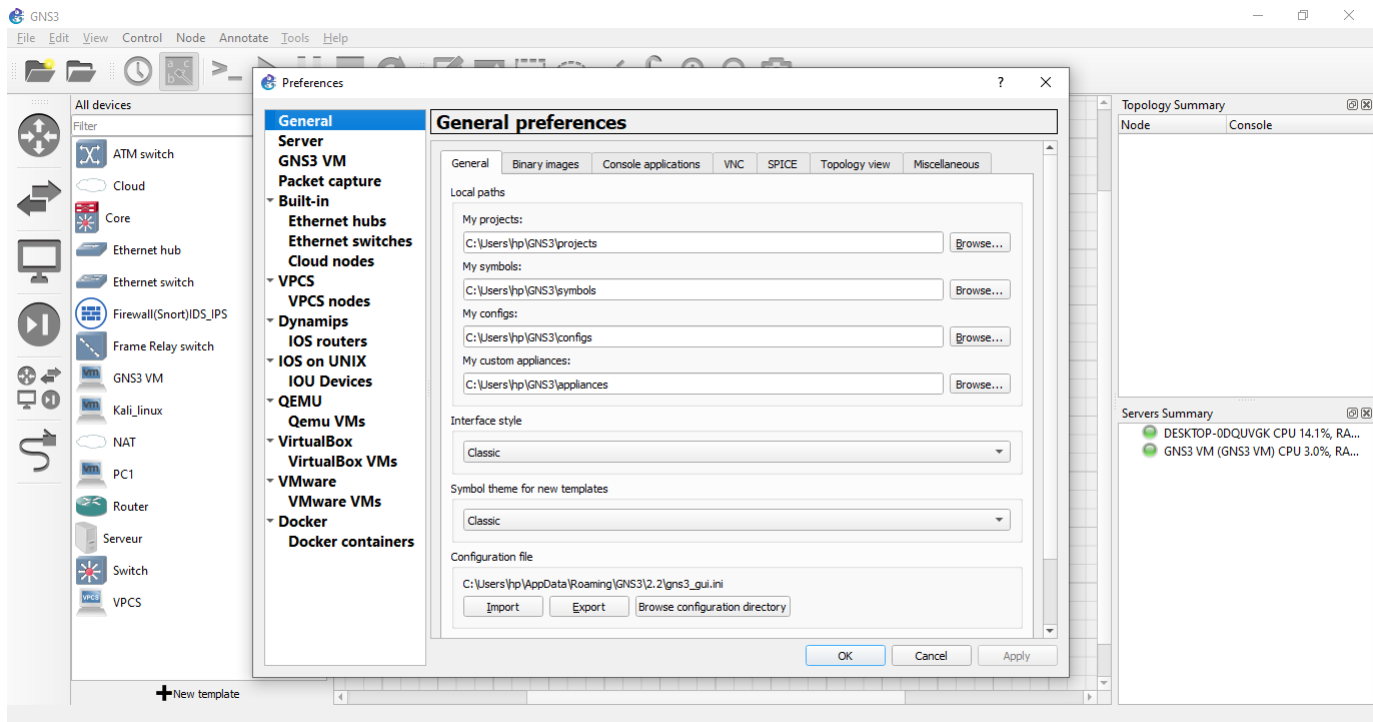 GNS3
File Edit View Control Node Annotate Tools Help
All devices
Filter
ATM switch
Cloud
Core
Ethernet hub
Ethernet switch
Firewall(Snort)IDS_IPS
Frame Relay switch
GNS3 VM
Kali_linux
NAT
PC1
Router
Serveur
Switch
VPCS
New template
Preferences
General
Server
GNS3 VM
Packet capture
Built-in
Ethernet hubs
Ethernet switches
Cloud nodes
VPCS
VPCS nodes
Dynamips
IOS routers
IOS on UNIX
IOU Devices
QEMU
Qemu VMs
VirtualBox
VirtualBox VMs
VMware
VMware VMs
Docker
Docker containers
General preferences
General Binary images Console applications VNC SPICE Topology view Miscellaneous
Local paths
My projects:
C:\Users\hp\GNS3\projects Browse...
My symbols:
C:\Users\hp\GNS3\symbols Browse...
My configs:
C:\Users\hp\GNS3\configs Browse...
My custom appliances:
C:\Users\hp\GNS3\appliances Browse...
Interface style
Classic
Symbol theme for new templates
Classic
Configuration file
C:\Users\hp\AppData\Roaming\GNS3\2.2\gns3_gui.ini
Import Export Browse configuration directory
OK Cancel Apply
Topology Summary
Node Console
Servers Summary
DESKTOP-0DQUVGK CPU 14.1%, RA...
GNS3 VM (GNS3 VM) CPU 3.0%, RA...